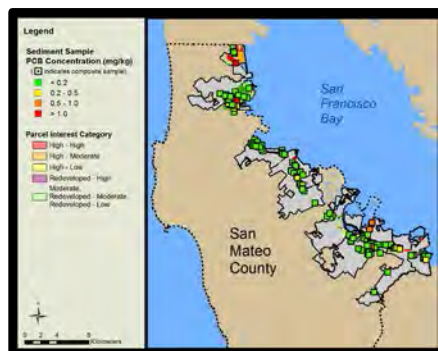 Legend
Sediment Sample
PCB Concentration (mg/kg)
( indicates composite sample)
< 0.2
0.2 - 0.5
0.5 - 1.0
> 1.0
Parcel Interest Category
High - High
High - Moderate
High - Low
Redeveloped - High
Moderate,
Redeveloped - Moderate,
Redeveloped - Low
0 2 4 8
Kilometers
San
Francisco
Bay
San
Mateo
County